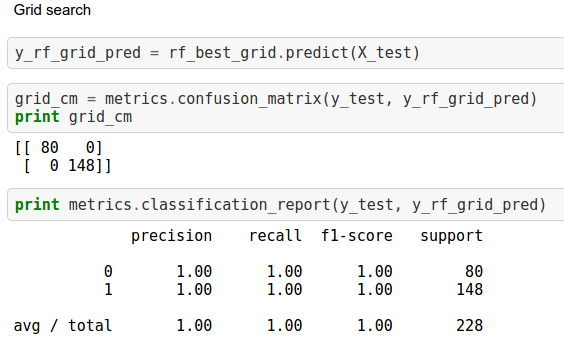 Grid search
y_rf_grid_pred = rf_best_grid.predict(X_test)
grid_cm = metrics.confusion_matrix(y_test, y_rf_grid_pred)
print grid_cm
[[ 80   0]
 [  0 148]]
print metrics.classification_report(y_test, y_rf_grid_pred)
             precision    recall  f1-score   support
          0       1.00      1.00      1.00        80
          1       1.00      1.00      1.00       148
avg / total       1.00      1.00      1.00       228